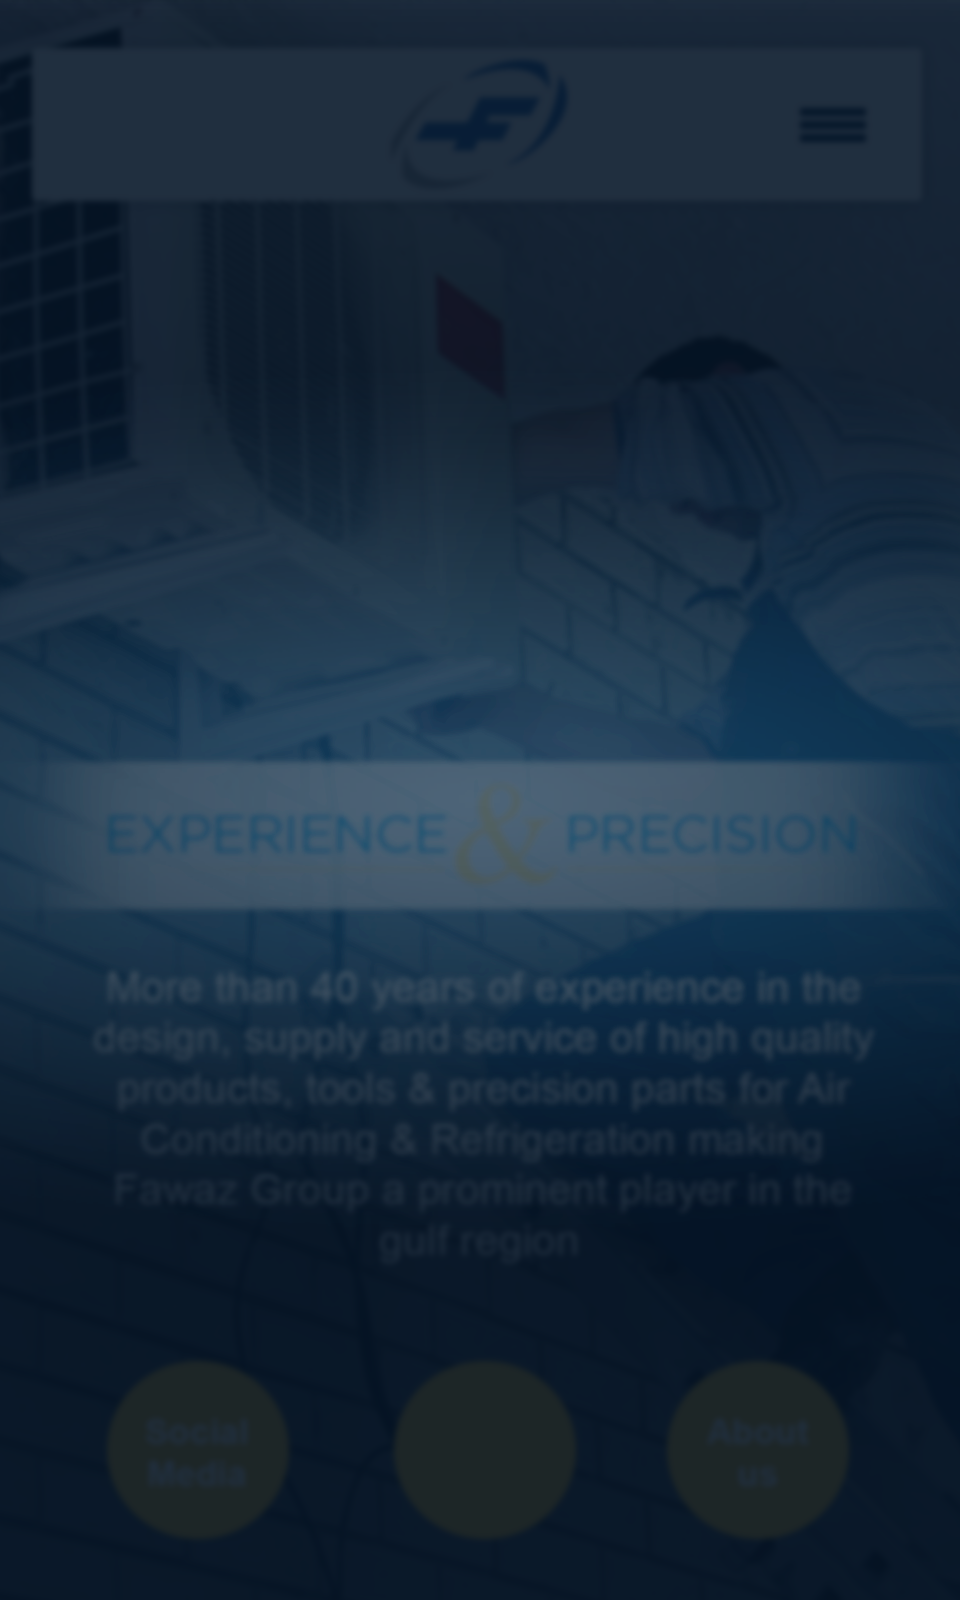 EXPERIENCE & PRECISION
More than 40 years of experience in the
design, supply and service of high quality
products, tools & precision parts for Air
Conditioning & Refrigeration making
Fawaz Group a prominent player in the
gulf region
Social
Media
About
us